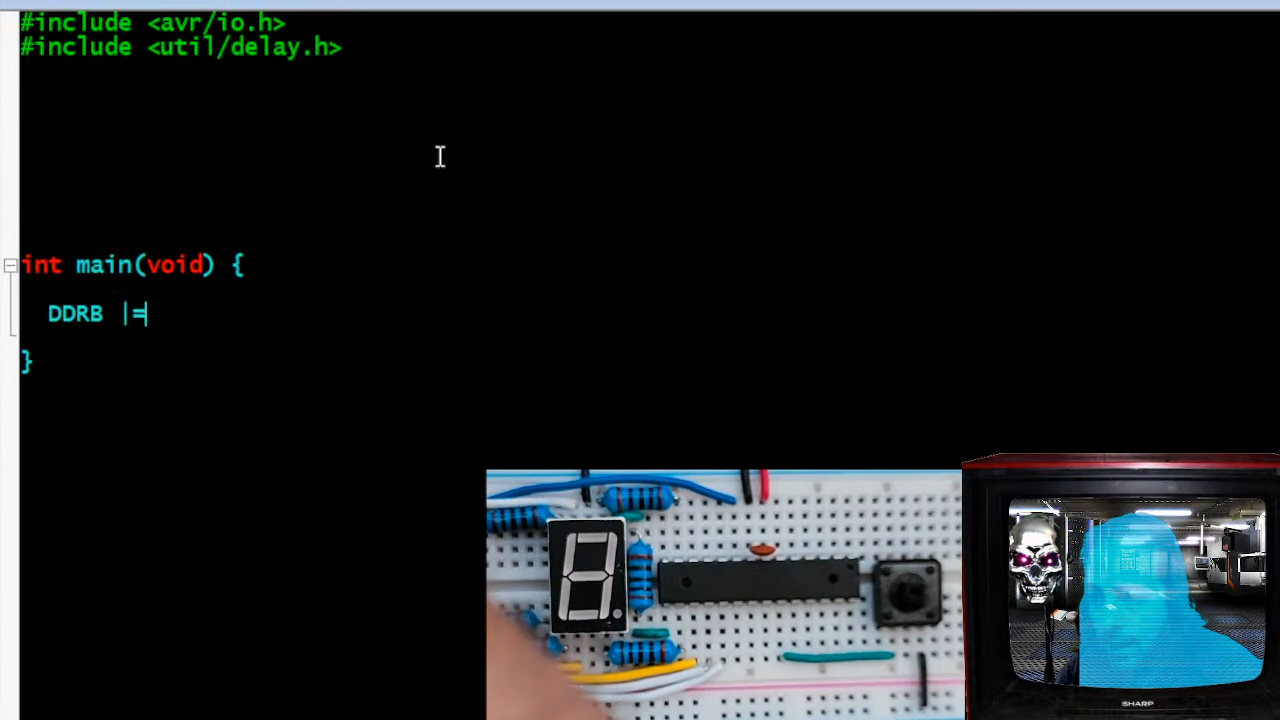 #include <avr/io.h>
#include <util/delay.h>
int main(void) {
DDRB |=
}
SHARP